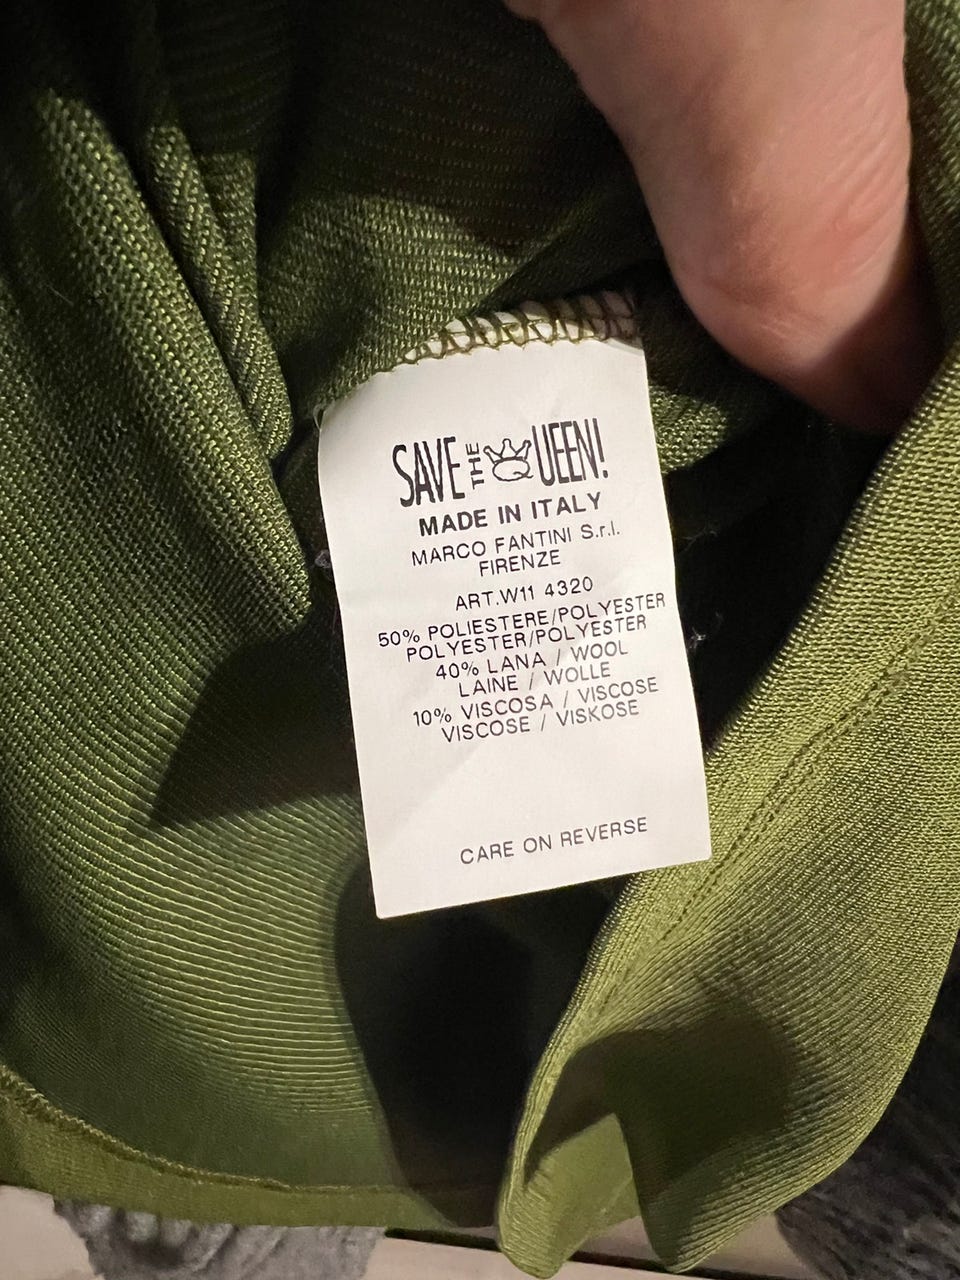 SAVE THE QUEEN!
MADE IN ITALY
MARCO FANTINI S.r.l.
FIRENZE
ART.W11 4320
50% POLIESTERE/POLYESTER
POLYESTER/POLYESTER
40% LANA / WOOL
LAINE / WOLLE
10% VISCOSA / VISCOSE
VISCOSE / VISKOSE
CARE ON REVERSE